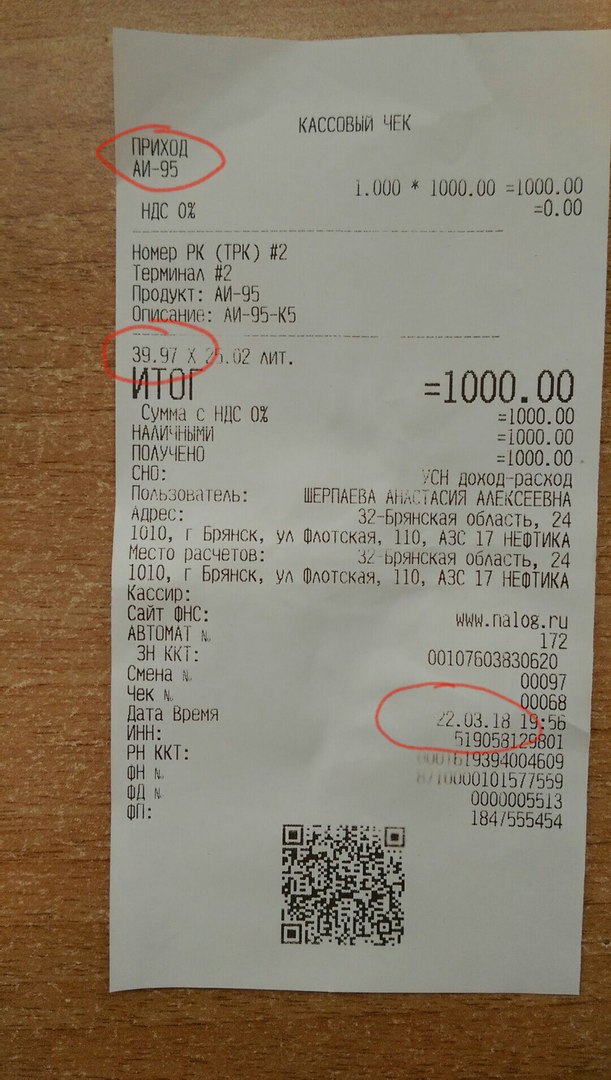 КАССОВЫЙ ЧЕК
ПРИХОД
АИ-95
1.000 * 1000.00 =1000.00
НДС 0% =0.00
Номер РК (ТРК) #2
Терминал #2
Продукт: АИ-95
Описание: АИ-95-К5
39.97 X 25.02 лит.
ИТОГ =1000.00
Сумма с НДС 0% =1000.00
НАЛИЧНЫМИ =1000.00
ПОЛУЧЕНО =1000.00
СНО: УСН доход-расход
Пользователь: ШЕРПАЕВА АНАСТАСИЯ АЛЕКСЕЕВНА
Адрес: 32-Брянская область, 24
1010, г Брянск, ул Флотская, 110, АЗС 17 НЕФТИКА
Место расчетов: 32-Брянская область, 24
1010, г Брянск, ул Флотская, 110, АЗС 17 НЕФТИКА
Кассир:
Сайт ФНС: www.nalog.ru
АВТОМАТ № 172
ЗН ККТ: 00107603830620
Смена № 00097
Чек № 00068
Дата Время 22.03.18 19:56
ИНН: 519058129801
РН ККТ: 0001619394004609
ФН № 8710000101577559
ФД № 0000005513
ФП: 1847555454